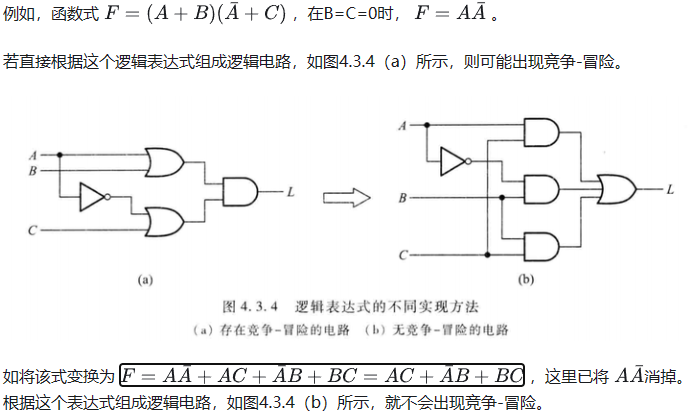 例如，函数式 F = (A + B)(Ā + C)，在B=C=0时， F = AĀ 。
若直接根据这个逻辑表达式组成逻辑电路，如图4.3.4（a）所示，则可能出现竞争-冒险。
A
B
C
L
(a)
A
B
C
L
(b)
图 4.3.4 逻辑表达式的不同实现方法
（a）存在竞争-冒险的电路 （b）无竞争-冒险的电路
如将该式变换为 F = AĀ + AC + ĀB + BC = AC + ĀB + BC ，这里已将 AĀ消掉。
根据这个表达式组成逻辑电路，如图4.3.4（b）所示，就不会出现竞争-冒险。